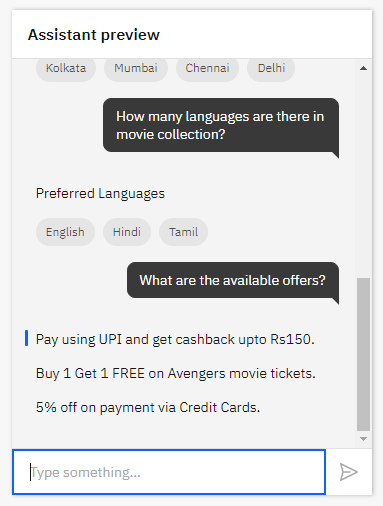 Assistant preview
Kolkata Mumbai Chennai Delhi
How many languages are there in
movie collection?
Preferred Languages
English Hindi Tamil
What are the available offers?
Pay using UPI and get cashback upto Rs150.
Buy 1 Get 1 FREE on Avengers movie tickets.
5% off on payment via Credit Cards.
Type something...